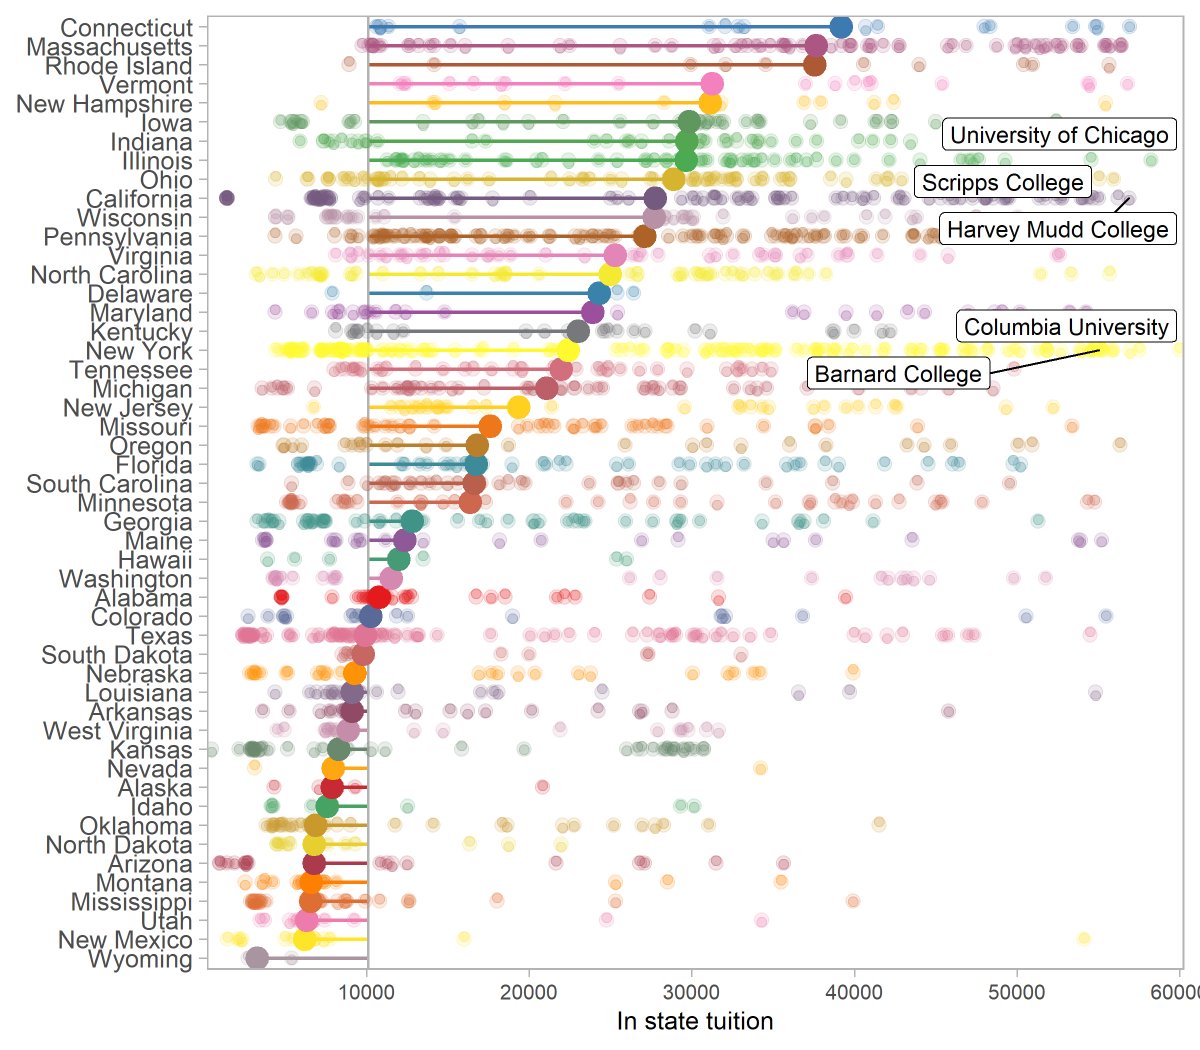 Connecticut
Massachusetts
Rhode Island
Vermont
New Hampshire
Iowa
Indiana
University of Chicago
Illinois
Ohio
Scripps College
California
Wisconsin
Harvey Mudd College
Pennsylvania
Virginia
North Carolina
Delaware
Maryland
Kentucky
Columbia University
New York
Tennessee
Barnard College
Michigan
New Jersey
Missouri
Oregon
Florida
South Carolina
Minnesota
Georgia
Maine
Hawaii
Washington
Alabama
Colorado
Texas
South Dakota
Nebraska
Louisiana
Arkansas
West Virginia
Kansas
Nevada
Alaska
Idaho
Oklahoma
North Dakota
Arizona
Montana
Mississippi
Utah
New Mexico
Wyoming
10000 20000 30000 40000 50000 60000
In state tuition